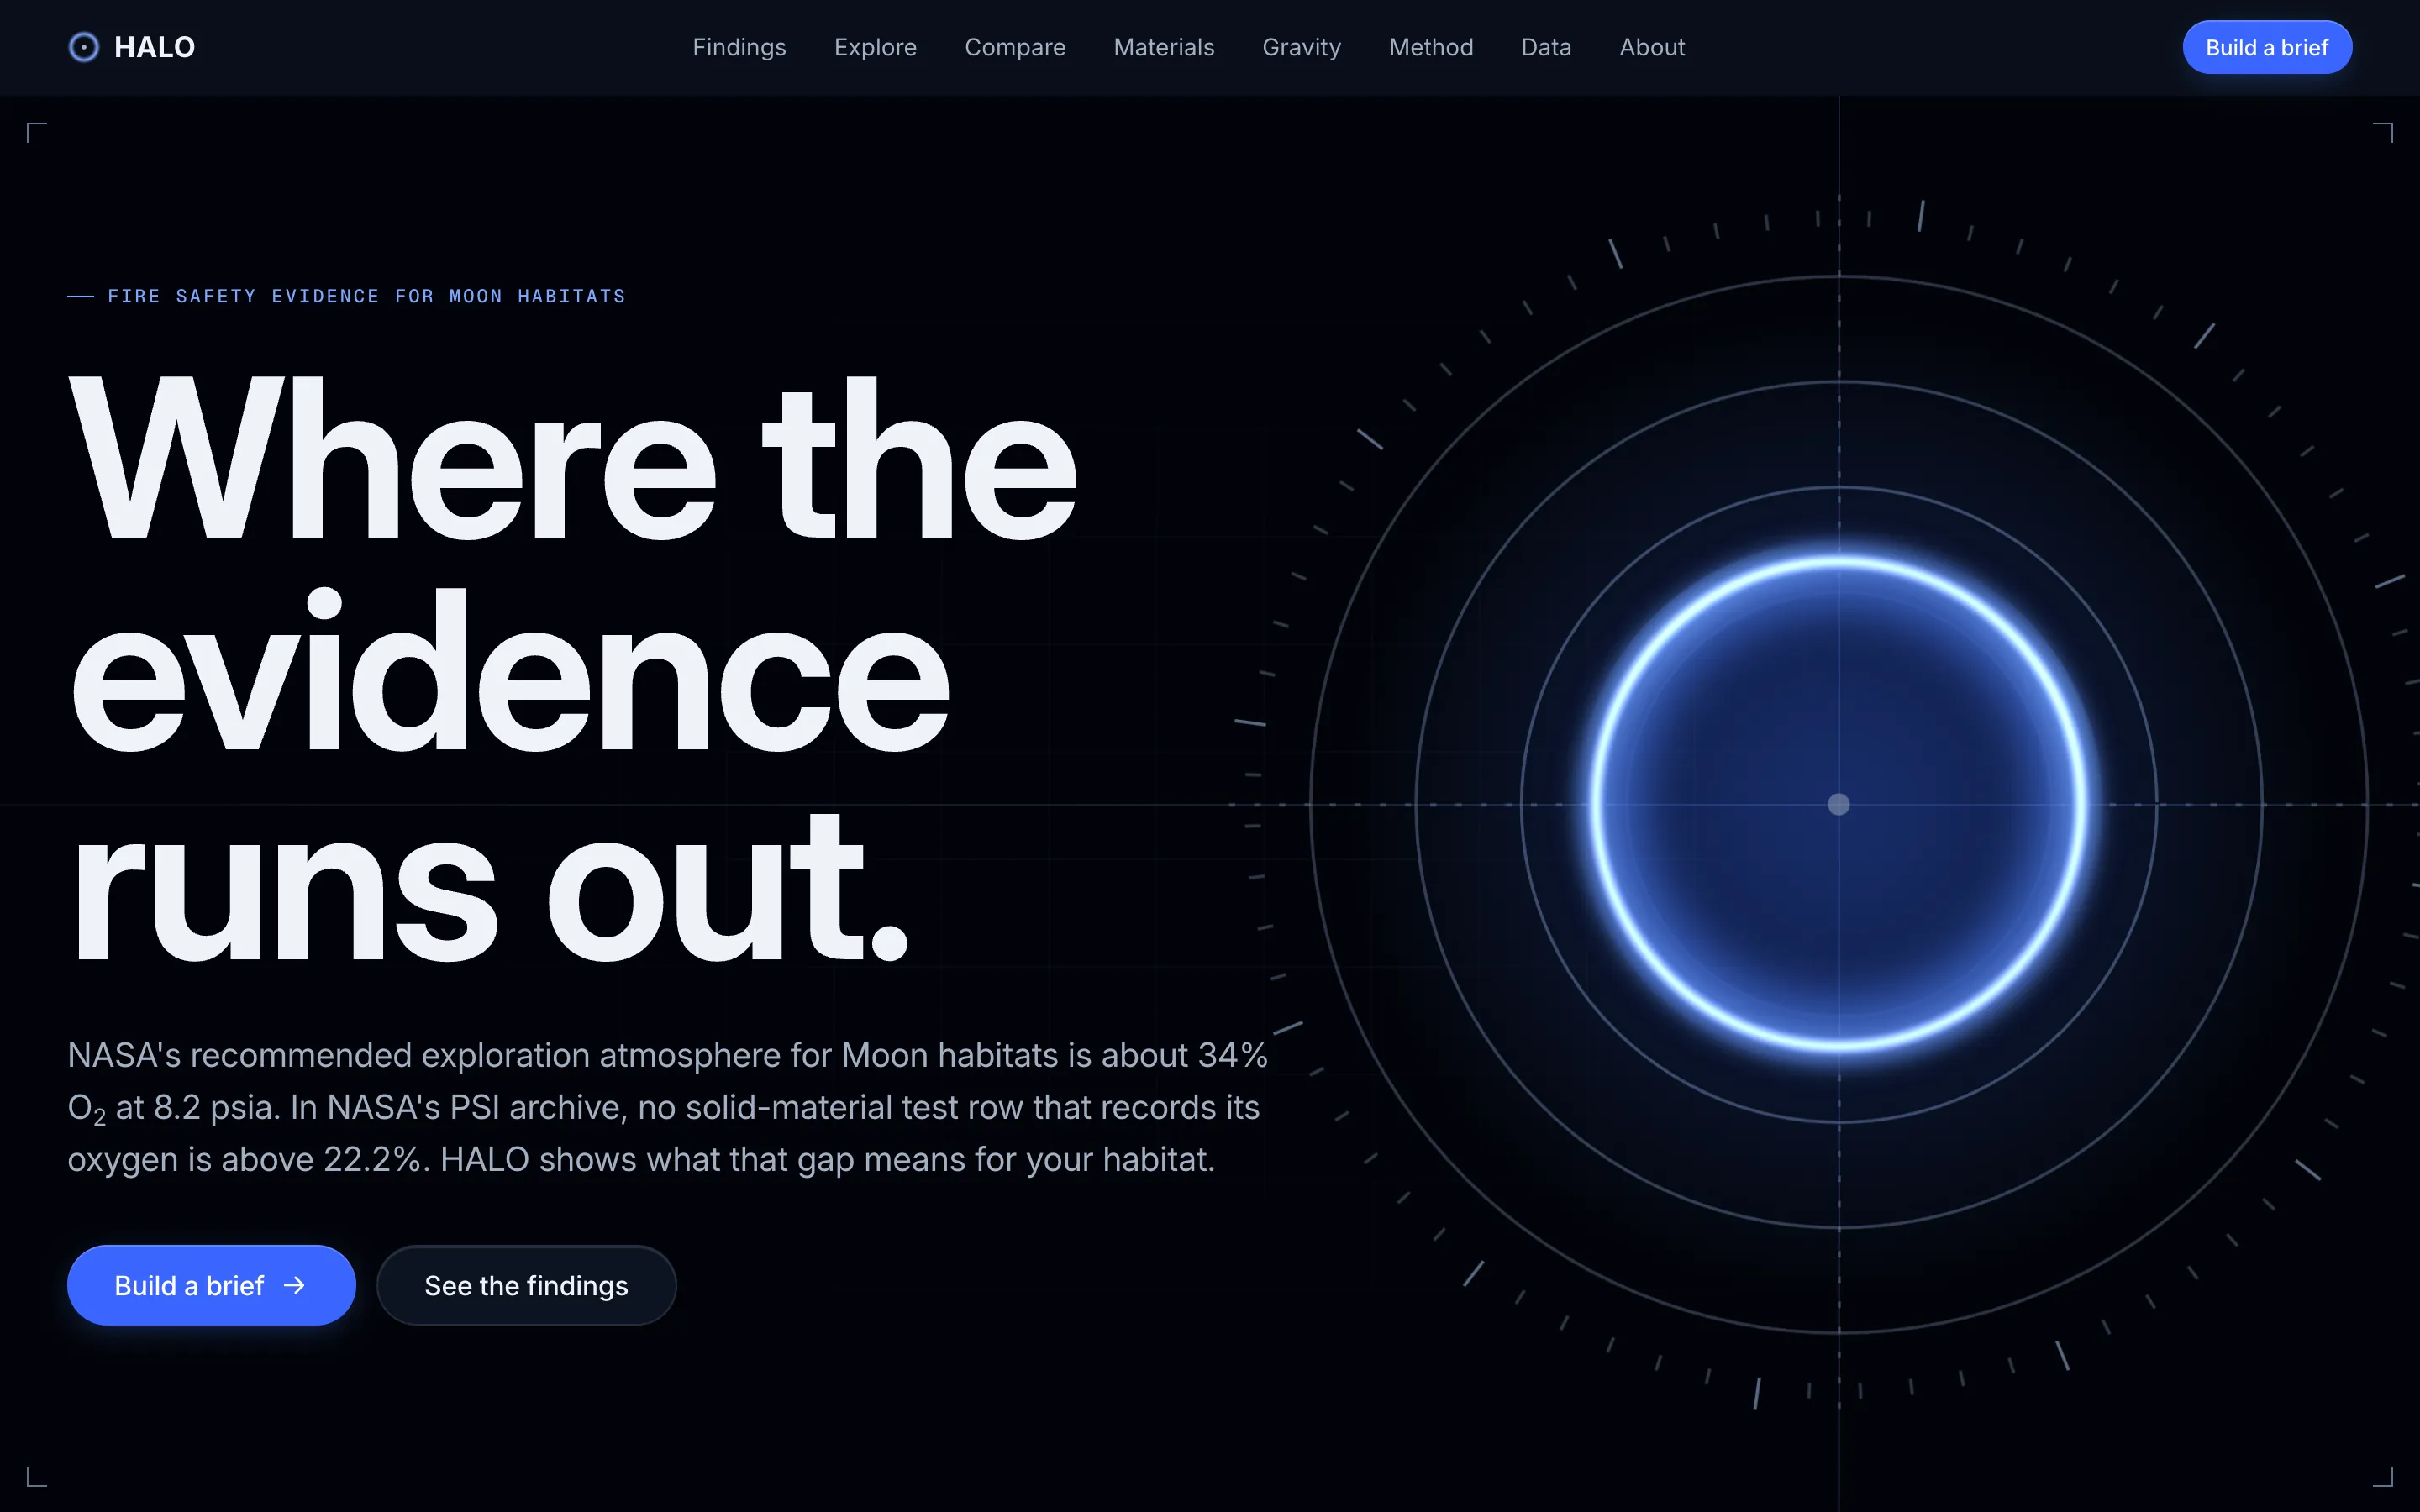 HALO
Findings
Explore
Compare
Materials
Gravity
Method
Data
About
Build a brief
FIRE SAFETY EVIDENCE FOR MOON HABITATS
Where the
evidence
runs out.
NASA's recommended exploration atmosphere for Moon habitats is about 34%
O₂ at 8.2 psia. In NASA's PSI archive, no solid-material test row that records its
oxygen is above 22.2%. HALO shows what that gap means for your habitat.
Build a brief →
See the findings